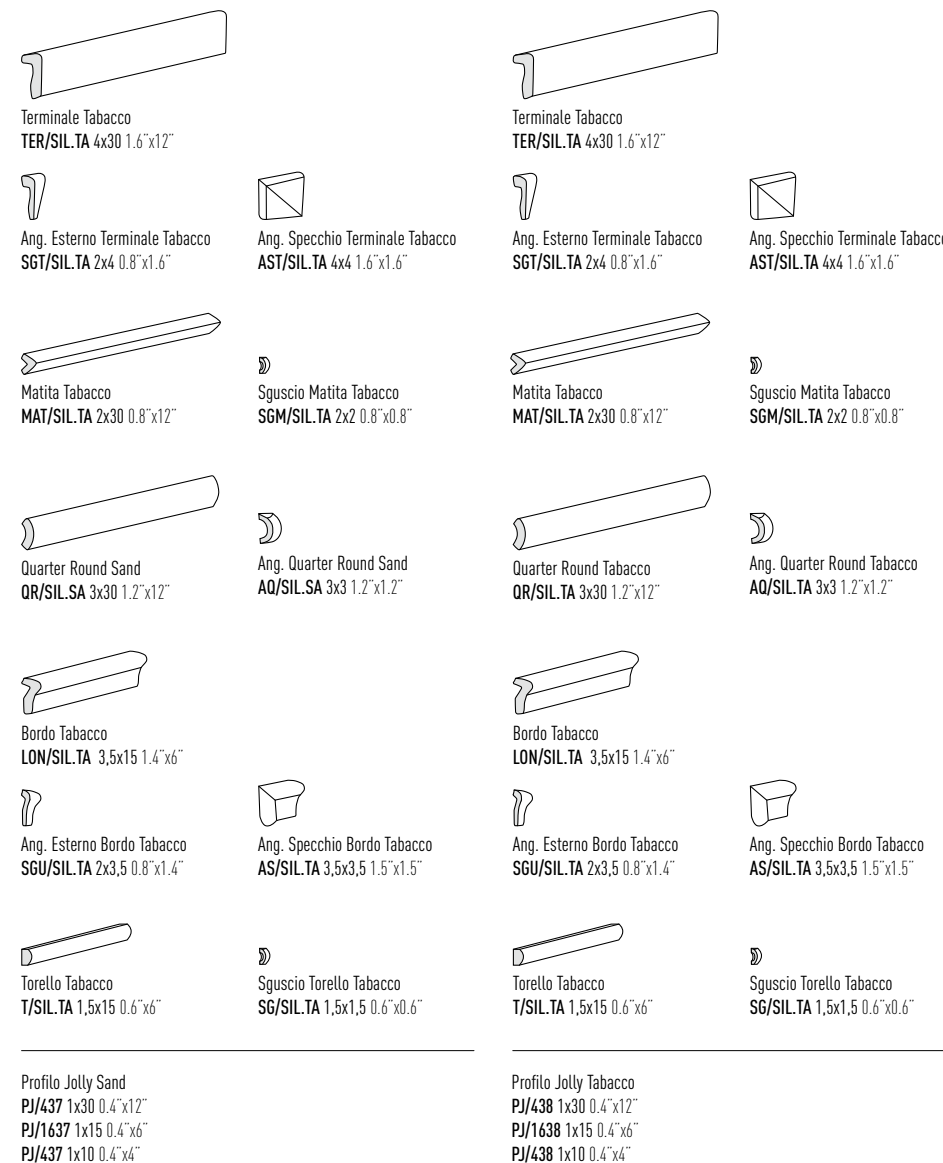 Terminale Tabacco
TER/SIL.TA 4x30 1.6¨x12¨
Ang. Esterno Terminale Tabacco
SGT/SIL.TA 2x4 0.8¨x1.6¨
Ang. Specchio Terminale Tabacco
AST/SIL.TA 4x4 1.6¨x1.6¨
Matita Tabacco
MAT/SIL.TA 2x30 0.8¨x12¨
Sguscio Matita Tabacco
SGM/SIL.TA 2x2 0.8¨x0.8¨
Quarter Round Sand
QR/SIL.SA 3x30 1.2¨x12¨
Ang. Quarter Round Sand
AQ/SIL.SA 3x3 1.2¨x1.2¨
Bordo Tabacco
LON/SIL.TA 3,5x15 1.4¨x6¨
Ang. Esterno Bordo Tabacco
SGU/SIL.TA 2x3,5 0.8¨x1.4¨
Ang. Specchio Bordo Tabacco
AS/SIL.TA 3,5x3,5 1.5¨x1.5¨
Torello Tabacco
T/SIL.TA 1,5x15 0.6¨x6¨
Sguscio Torello Tabacco
SG/SIL.TA 1,5x1,5 0.6¨x0.6¨
Profilo Jolly Sand
PJ/437 1x30 0.4¨x12¨
PJ/1637 1x15 0.4¨x6¨
PJ/437 1x10 0.4¨x4¨
Terminale Tabacco
TER/SIL.TA 4x30 1.6¨x12¨
Ang. Esterno Terminale Tabacco
SGT/SIL.TA 2x4 0.8¨x1.6¨
Ang. Specchio Terminale Tabacco
AST/SIL.TA 4x4 1.6¨x1.6¨
Matita Tabacco
MAT/SIL.TA 2x30 0.8¨x12¨
Sguscio Matita Tabacco
SGM/SIL.TA 2x2 0.8¨x0.8¨
Quarter Round Tabacco
QR/SIL.TA 3x30 1.2¨x12¨
Ang. Quarter Round Tabacco
AQ/SIL.TA 3x3 1.2¨x1.2¨
Bordo Tabacco
LON/SIL.TA 3,5x15 1.4¨x6¨
Ang. Esterno Bordo Tabacco
SGU/SIL.TA 2x3,5 0.8¨x1.4¨
Ang. Specchio Bordo Tabacco
AS/SIL.TA 3,5x3,5 1.5¨x1.5¨
Torello Tabacco
T/SIL.TA 1,5x15 0.6¨x6¨
Sguscio Torello Tabacco
SG/SIL.TA 1,5x1,5 0.6¨x0.6¨
Profilo Jolly Tabacco
PJ/438 1x30 0.4¨x12¨
PJ/1638 1x15 0.4¨x6¨
PJ/438 1x10 0.4¨x4¨